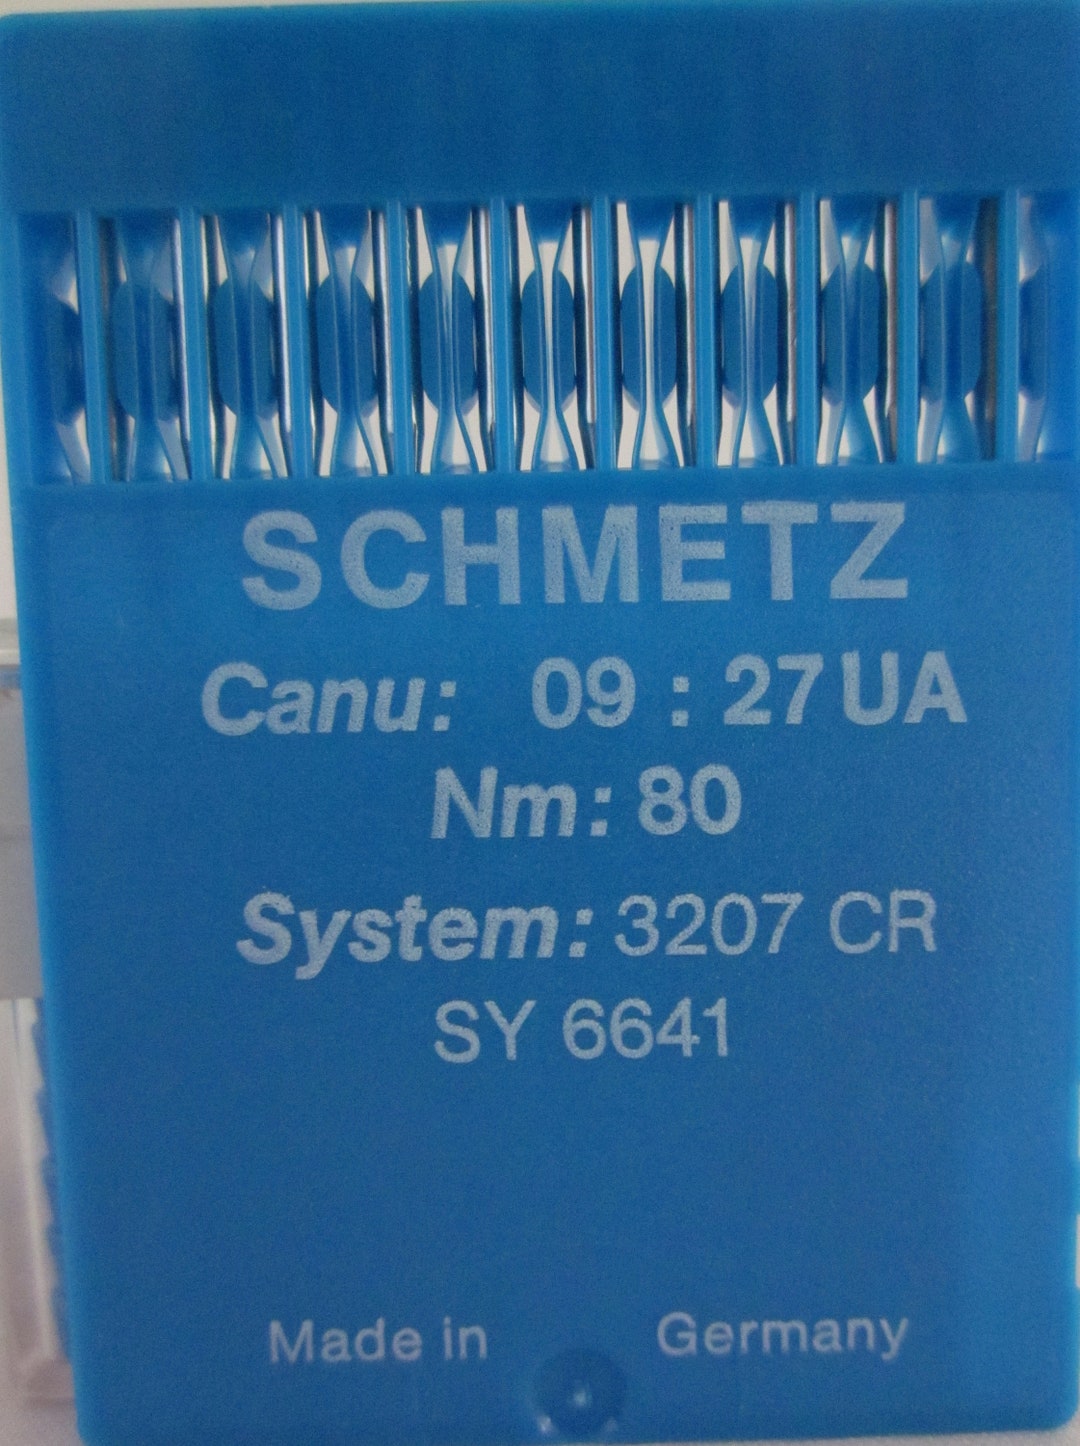 SCHMETZ
Canu: 09 : 27 UA
Nm: 80
System: 3207 CR
SY 6641
Made in Germany